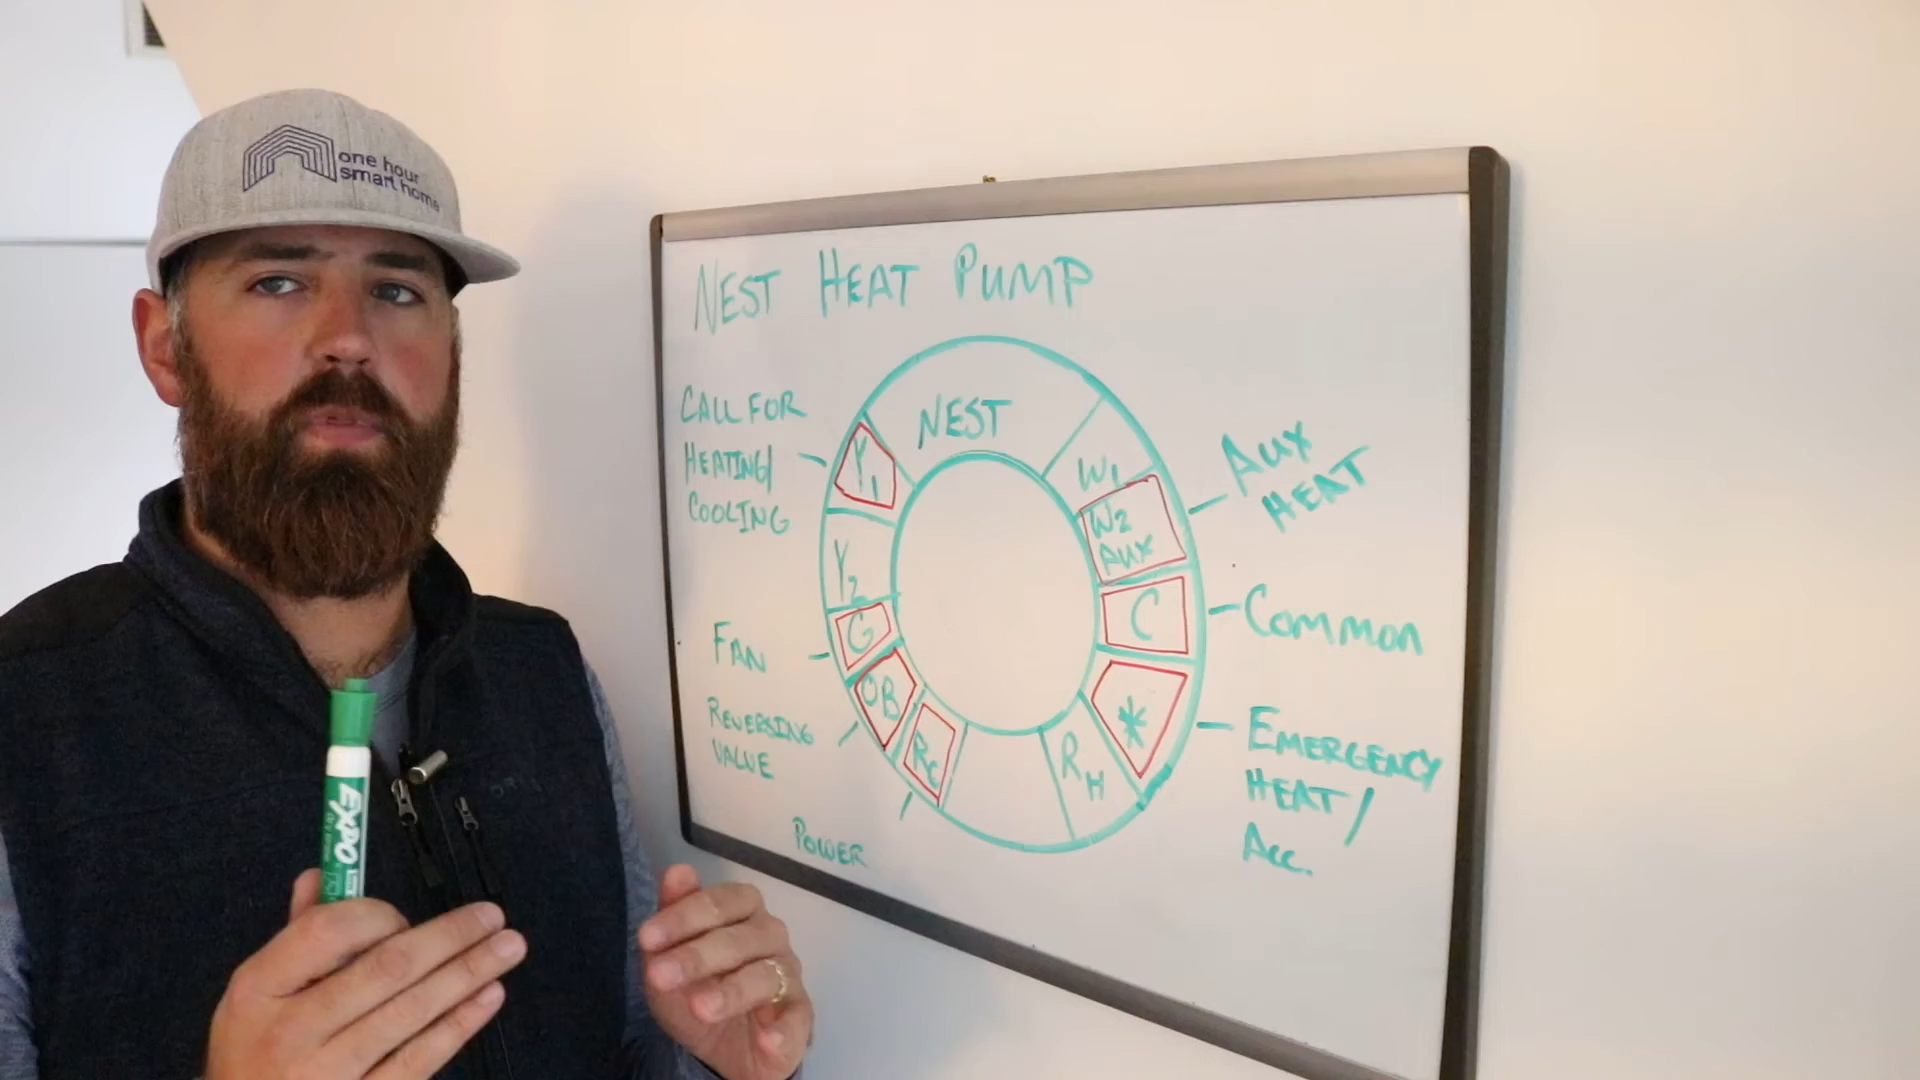 one hour
smart home
NEST HEAT PUMP
CALL FOR
HEATING/
COOLING
NEST
Y1
Y2
G
OB
RC
RH
*
C
W2
AUX
W1
FAN
REVERSING
VALUE
POWER
AUX
HEAT
COMMON
EMERGENCY
HEAT/
ACC.
EXPO